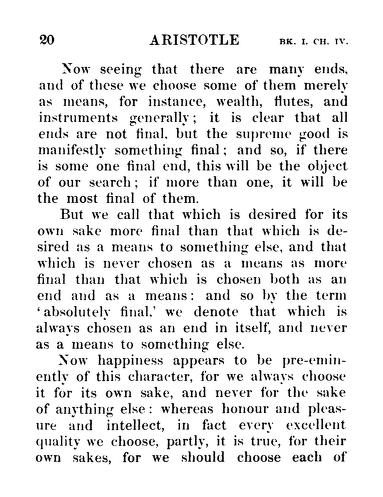 20 ARISTOTLE BK. I. CH. IV.
Now seeing that there are many ends,
and of these we choose some of them merely
as means, for instance, wealth, flutes, and
instruments generally; it is clear that all
ends are not final, but the supreme good is
manifestly something final; and so, if there
is some one final end, this will be the object
of our search; if more than one, it will be
the most final of them.
But we call that which is desired for its
own sake more final than that which is de-
sired as a means to something else, and that
which is never chosen as a means as more
final than that which is chosen both as an
end and as a means: and so by the term
'absolutely final,' we denote that which is
always chosen as an end in itself, and never
as a means to something else.
Now happiness appears to be pre-emin-
ently of this character, for we always choose
it for its own sake, and never for the sake
of anything else: whereas honour and pleas-
ure and intellect, in fact every excellent
quality we choose, partly, it is true, for their
own sakes, for we should choose each of